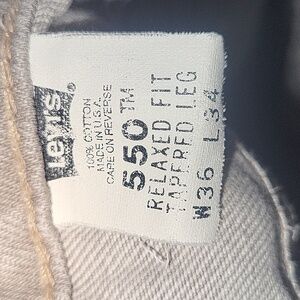 Levi's
100% COTTON
MADE IN U.S.A.
CARE ON REVERSE
550 TM
RELAXED FIT
TAPERED LEG
W36 L34